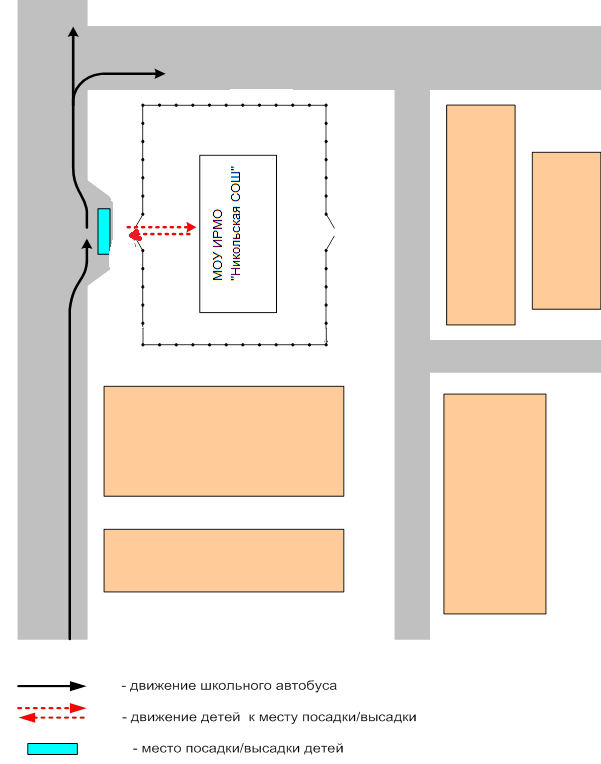 МОУ ИРМО
"Никольская СОШ"
- движение школьного автобуса
- движение детей к месту посадки/высадки
- место посадки/высадки детей